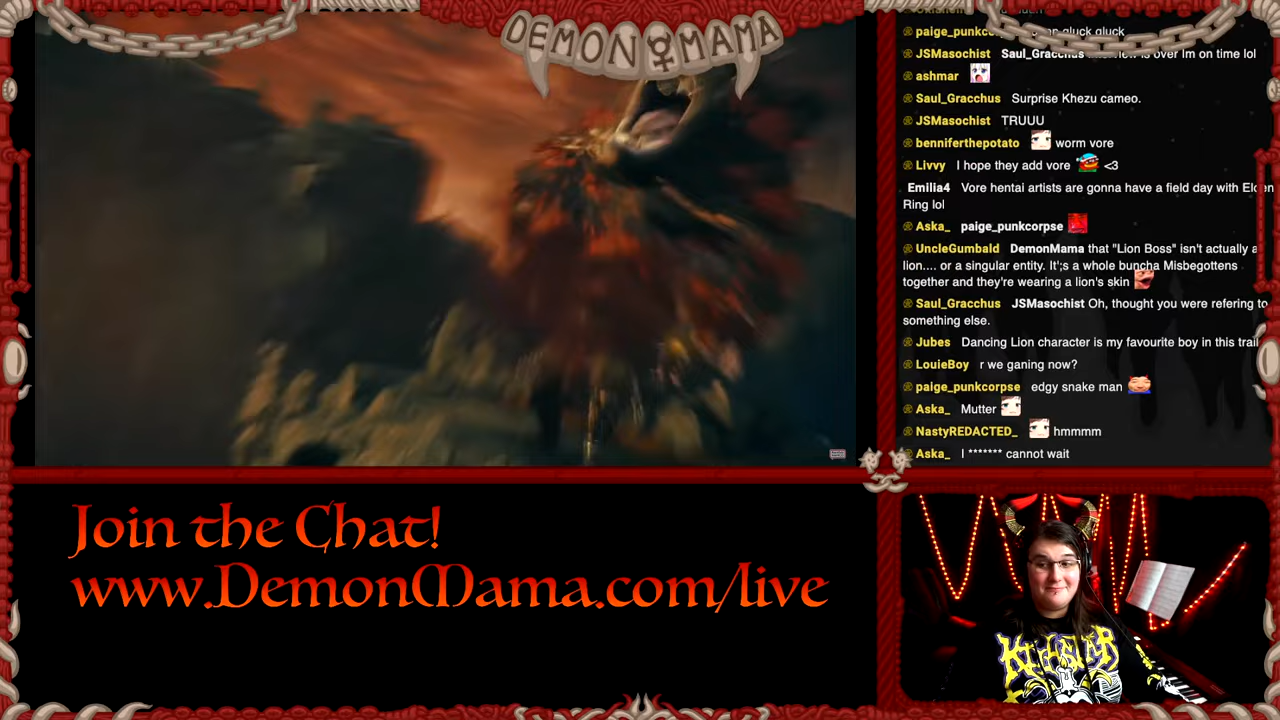 DEMON MAMA
paige_punkco gluck gluck
JSMasochist Saul_Gracchus is over Im on time lol
ashmar
Saul_Gracchus Surprise Khezu cameo.
JSMasochist TRUUU
benniferthepotato worm vore
Livvy I hope they add vore <3
Emilia4 Vore hentai artists are gonna have a field day with Elden
Ring lol
Aska_ paige_punkcorpse
UncleGumbald DemonMama that "Lion Boss" isn't actually a
lion.... or a singular entity. It';s a whole buncha Misbegottens
together and they're wearing a lion's skin
Saul_Gracchus JSMasochist Oh, thought you were refering to
something else.
Jubes Dancing Lion character is my favourite boy in this trail
LouieBoy r we ganing now?
paige_punkcorpse edgy snake man
Aska_ Mutter
NastyREDACTED_ hmmmm
Aska_ I ******* cannot wait
Join the Chat!
www.DemonMama.com/live